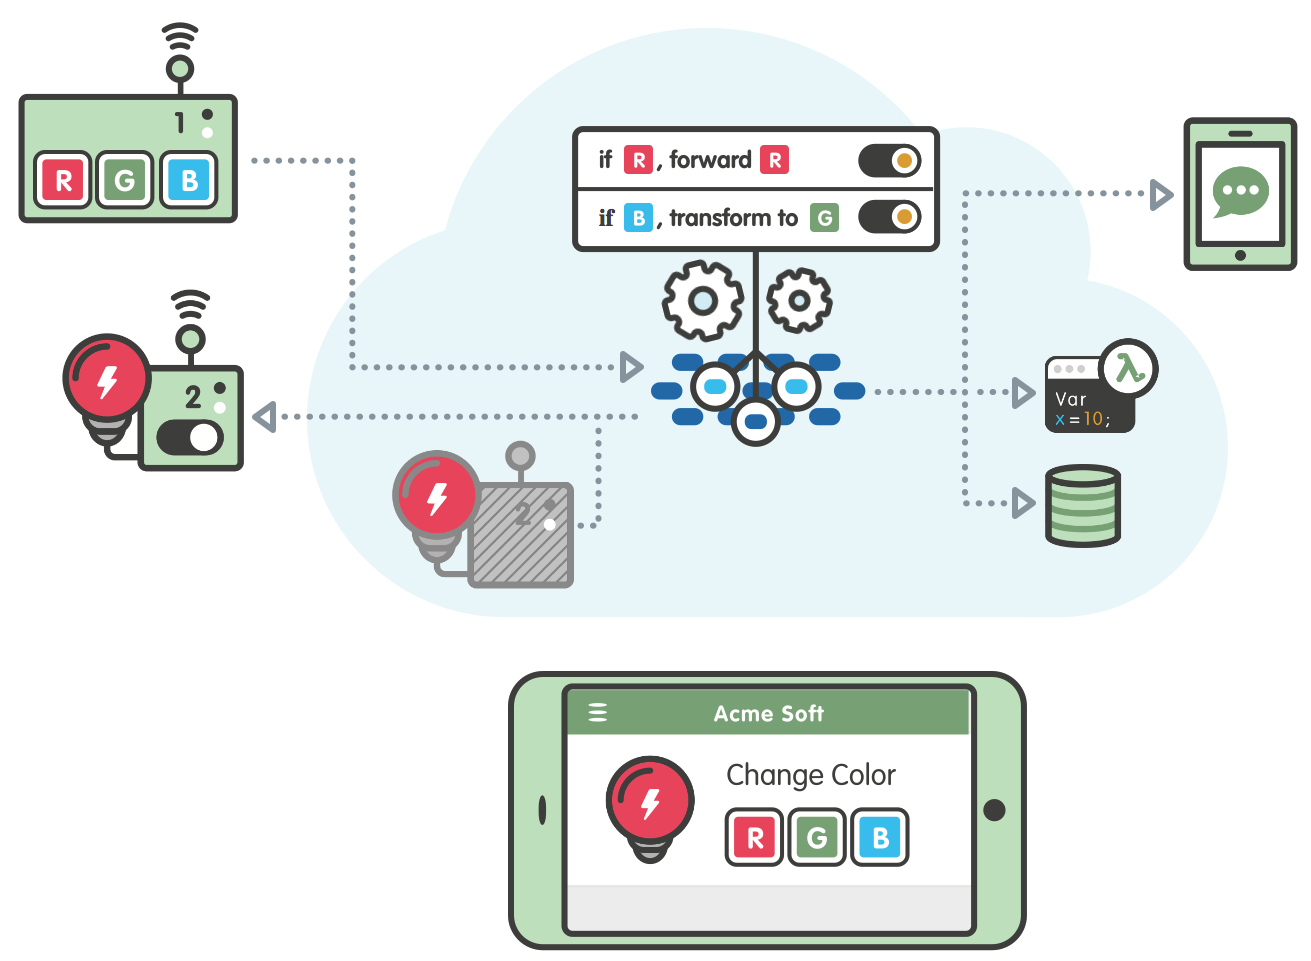 1
R G B
if R, forward R
if B, transform to G
2
Var
x = 10;
λ
2
Acme Soft
Change Color
R G B